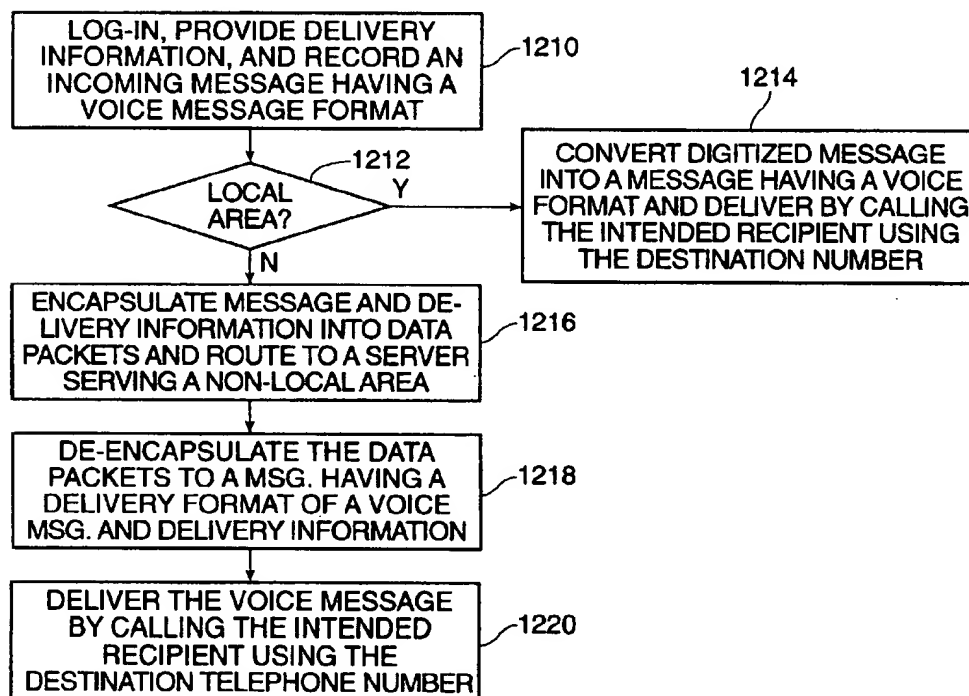 LOG-IN, PROVIDE DELIVERY
INFORMATION, AND RECORD AN
INCOMING MESSAGE HAVING A
VOICE MESSAGE FORMAT
1210
1212
LOCAL
AREA?
Y
N
1214
CONVERT DIGITIZED MESSAGE
INTO A MESSAGE HAVING A VOICE
FORMAT AND DELIVER BY CALLING
THE INTENDED RECIPIENT USING
THE DESTINATION NUMBER
ENCAPSULATE MESSAGE AND DE-
LIVERY INFORMATION INTO DATA
PACKETS AND ROUTE TO A SERVER
SERVING A NON-LOCAL AREA
1216
DE-ENCAPSULATE THE DATA
PACKETS TO A MSG. HAVING A
DELIVERY FORMAT OF A VOICE
MSG. AND DELIVERY INFORMATION
1218
DELIVER THE VOICE MESSAGE
BY CALLING THE INTENDED
RECIPIENT USING THE
DESTINATION TELEPHONE NUMBER
1220